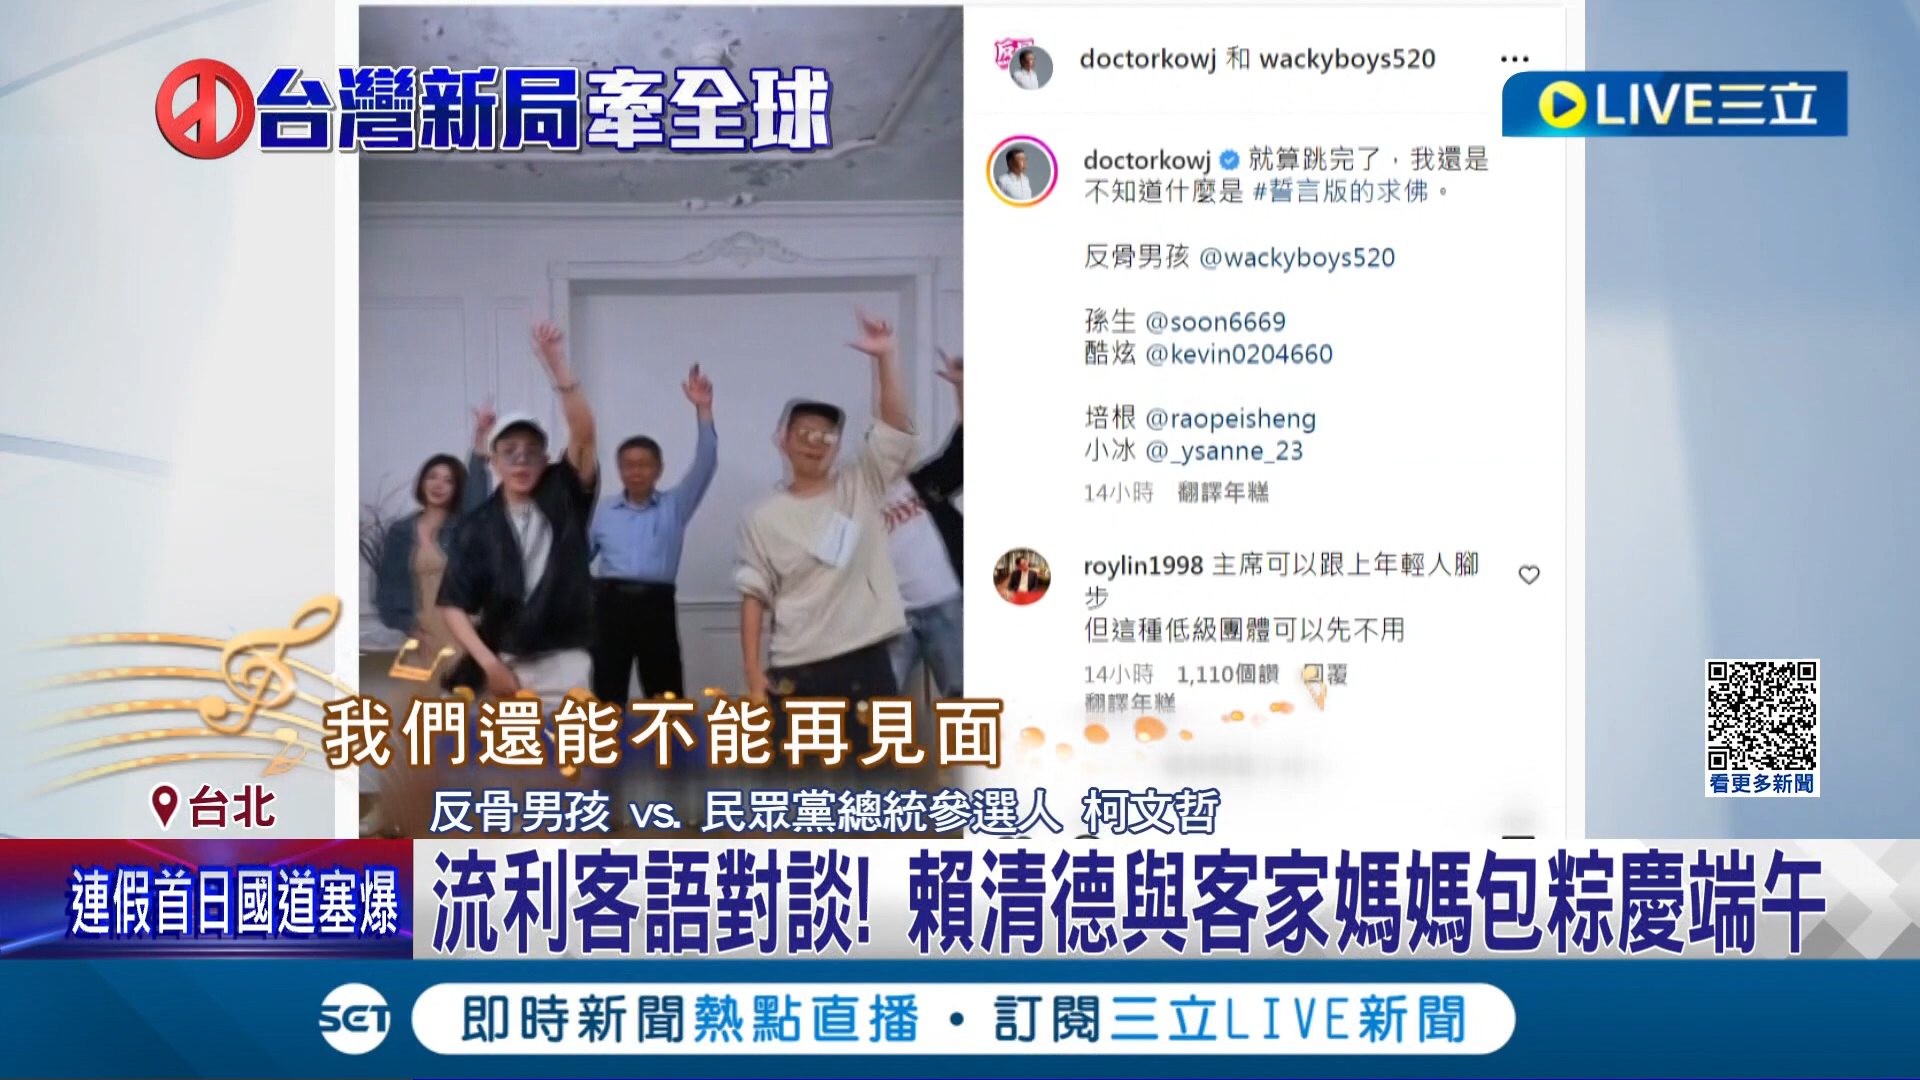 台灣新局牽全球
doctorkowj 和 wackyboys520
LIVE三立
doctorkowj 就算跳完了，我還是
不知道什麼是 #誓言版的求佛。
反骨男孩 @wackyboys520
孫生 @soon6669
酷炫 @kevin0204660
培根 @raopeisheng
小冰 @_ysanne_23
14小時 翻譯年糕
roylin1998 主席可以跟上年輕人腳
步
但這種低級團體可以先不用
14小時 1,110個讚 回覆
翻譯年糕
看更多新聞
我們還能不能再見面
台北
反骨男孩 vs. 民眾黨總統參選人 柯文哲
連假首日國道塞爆
流利客語對談! 賴清德與客家媽媽包粽慶端午
SET
即時新聞熱點直播・訂閱三立LIVE新聞